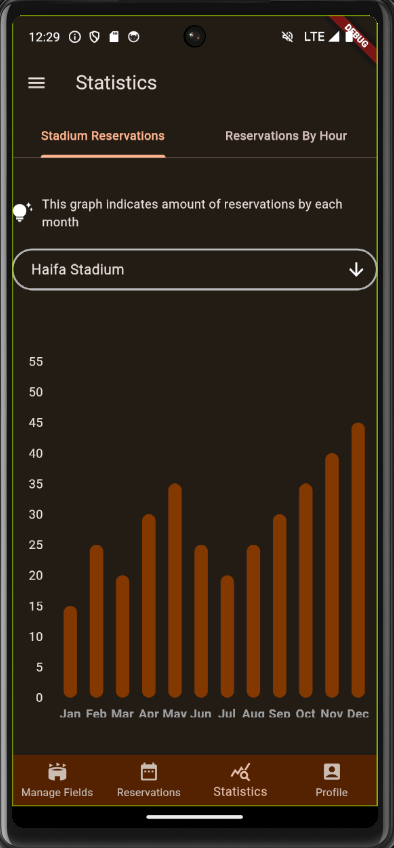 12:29 LTE
DEBUG
Statistics
Stadium Reservations Reservations By Hour
This graph indicates amount of reservations by each
month
Haifa Stadium
55
50
45
40
35
30
25
20
15
10
5
0
Jan Feb Mar Apr May Jun Jul Aug Sep Oct Nov Dec
Manage Fields Reservations Statistics Profile